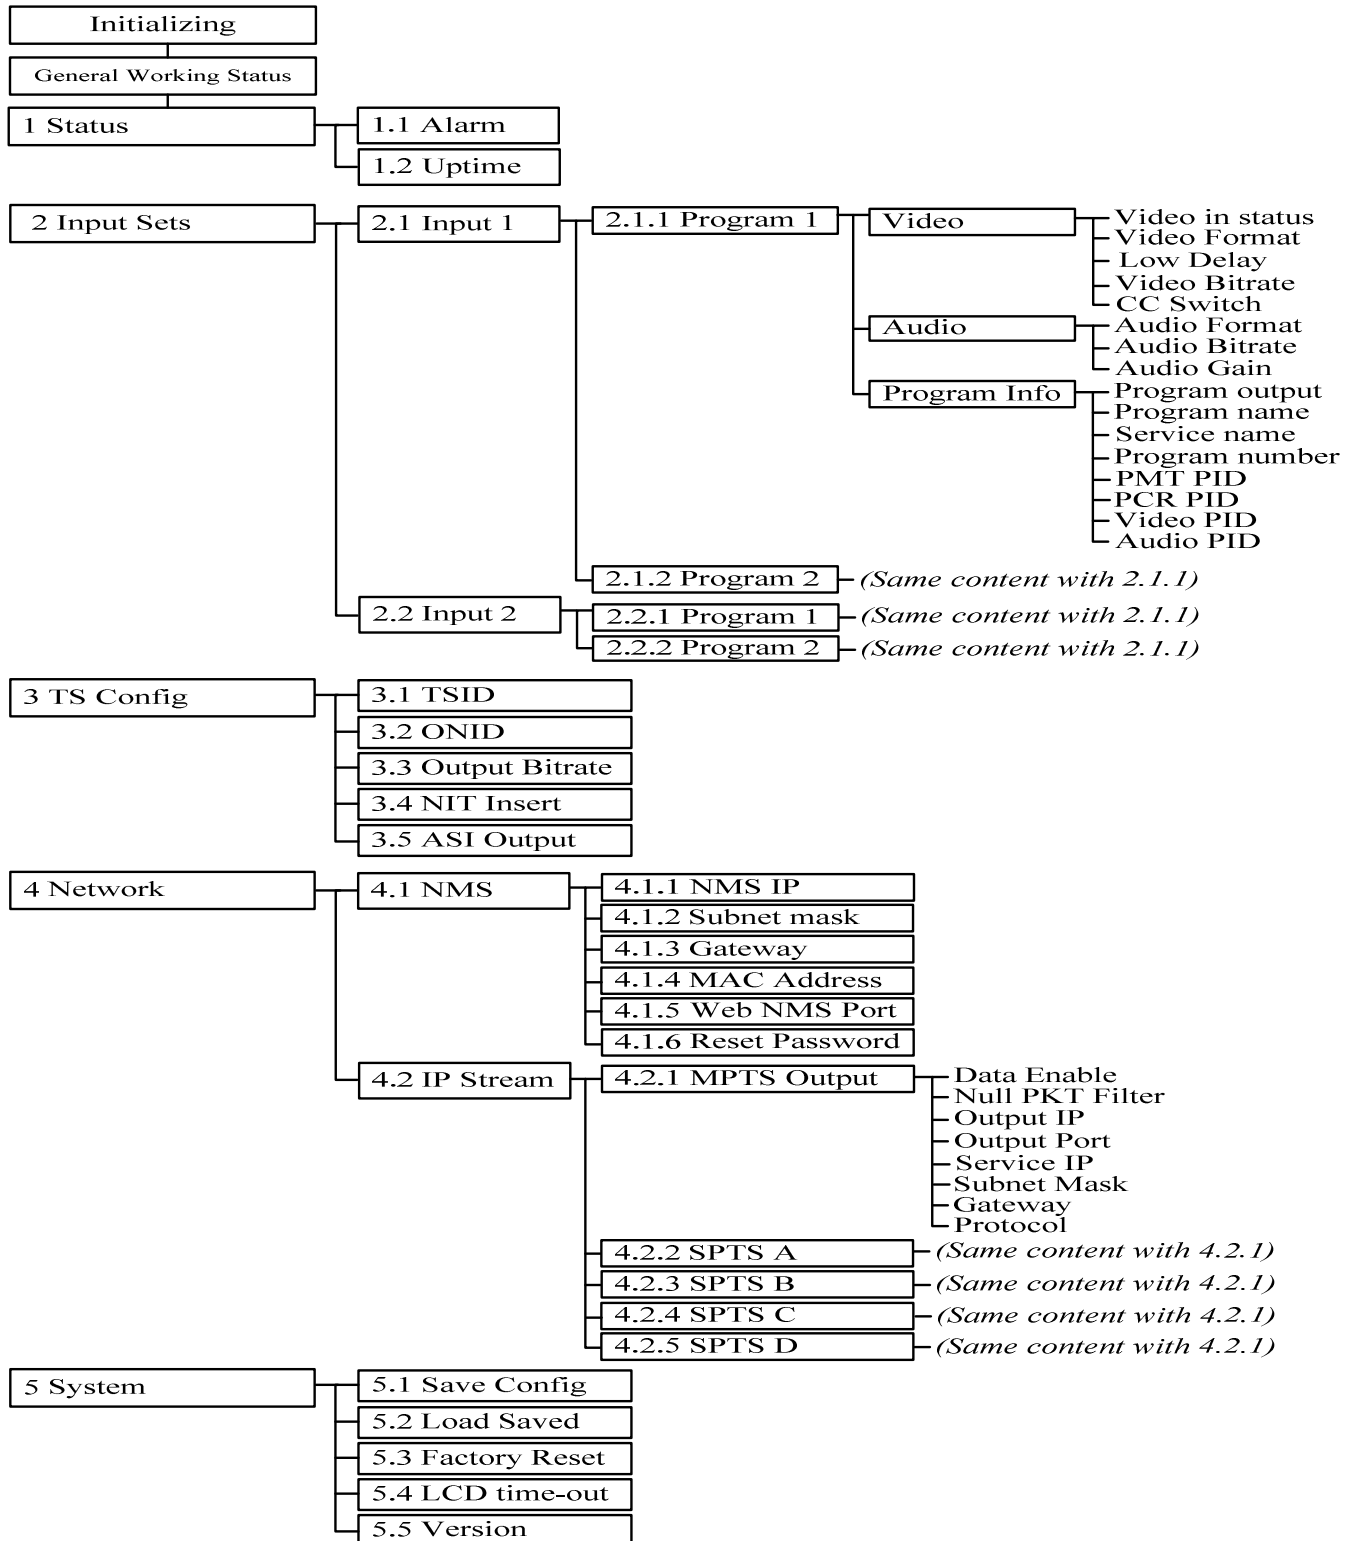 Initializing
General Working Status
1 Status
1.1 Alarm
1.2 Uptime
2 Input Sets
2.1 Input 1
2.1.1 Program 1
Video
Video in status
Video Format
Low Delay
Video Bitrate
CC Switch
Audio
Audio Format
Audio Bitrate
Audio Gain
Program Info
Program output
Program name
Service name
Program number
PMT PID
PCR PID
Video PID
Audio PID
2.1.2 Program 2
(Same content with 2.1.1)
2.2 Input 2
2.2.1 Program 1
(Same content with 2.1.1)
2.2.2 Program 2
(Same content with 2.1.1)
3 TS Config
3.1 TSID
3.2 ONID
3.3 Output Bitrate
3.4 NIT Insert
3.5 ASI Output
4 Network
4.1 NMS
4.1.1 NMS IP
4.1.2 Subnet mask
4.1.3 Gateway
4.1.4 MAC Address
4.1.5 Web NMS Port
4.1.6 Reset Password
4.2 IP Stream
4.2.1 MPTS Output
Data Enable
Null PKT Filter
Output IP
Output Port
Service IP
Subnet Mask
Gateway
Protocol
4.2.2 SPTS A
(Same content with 4.2.1)
4.2.3 SPTS B
(Same content with 4.2.1)
4.2.4 SPTS C
(Same content with 4.2.1)
4.2.5 SPTS D
(Same content with 4.2.1)
5 System
5.1 Save Config
5.2 Load Saved
5.3 Factory Reset
5.4 LCD time-out
5.5 Version